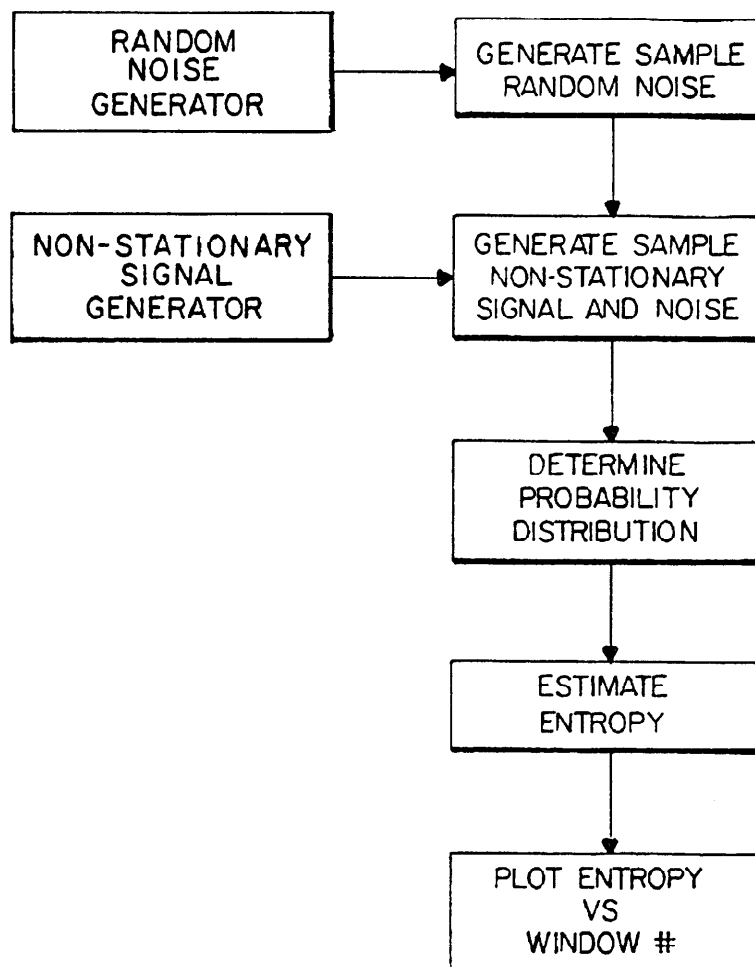 RANDOM
NOISE
GENERATOR
GENERATE SAMPLE
RANDOM NOISE
NON-STATIONARY
SIGNAL
GENERATOR
GENERATE SAMPLE
NON-STATIONARY
SIGNAL AND NOISE
DETERMINE
PROBABILITY
DISTRIBUTION
ESTIMATE
ENTROPY
PLOT ENTROPY
VS
WINDOW #